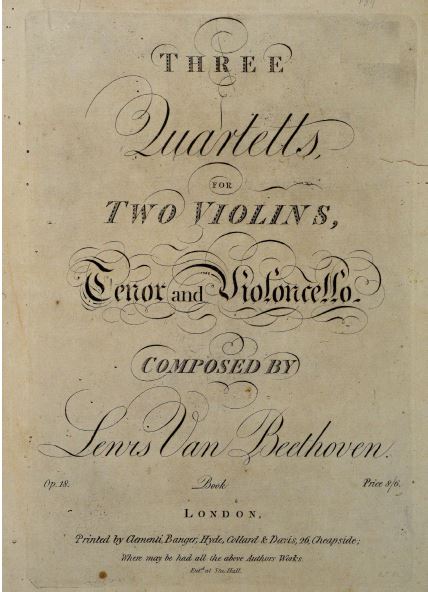 THREE
Quartetts,
FOR
TWO VIOLINS,
Tenor and Violoncello.
COMPOSED BY
Lewis Van Beethoven.
Op. 18. Book Price 8/6.
LONDON,
Printed by Clementi, Banger, Hyde, Collard & Davis, 26, Cheapside;
Where may be had all the above Authors Works.
Entd. at Sta. Hall.